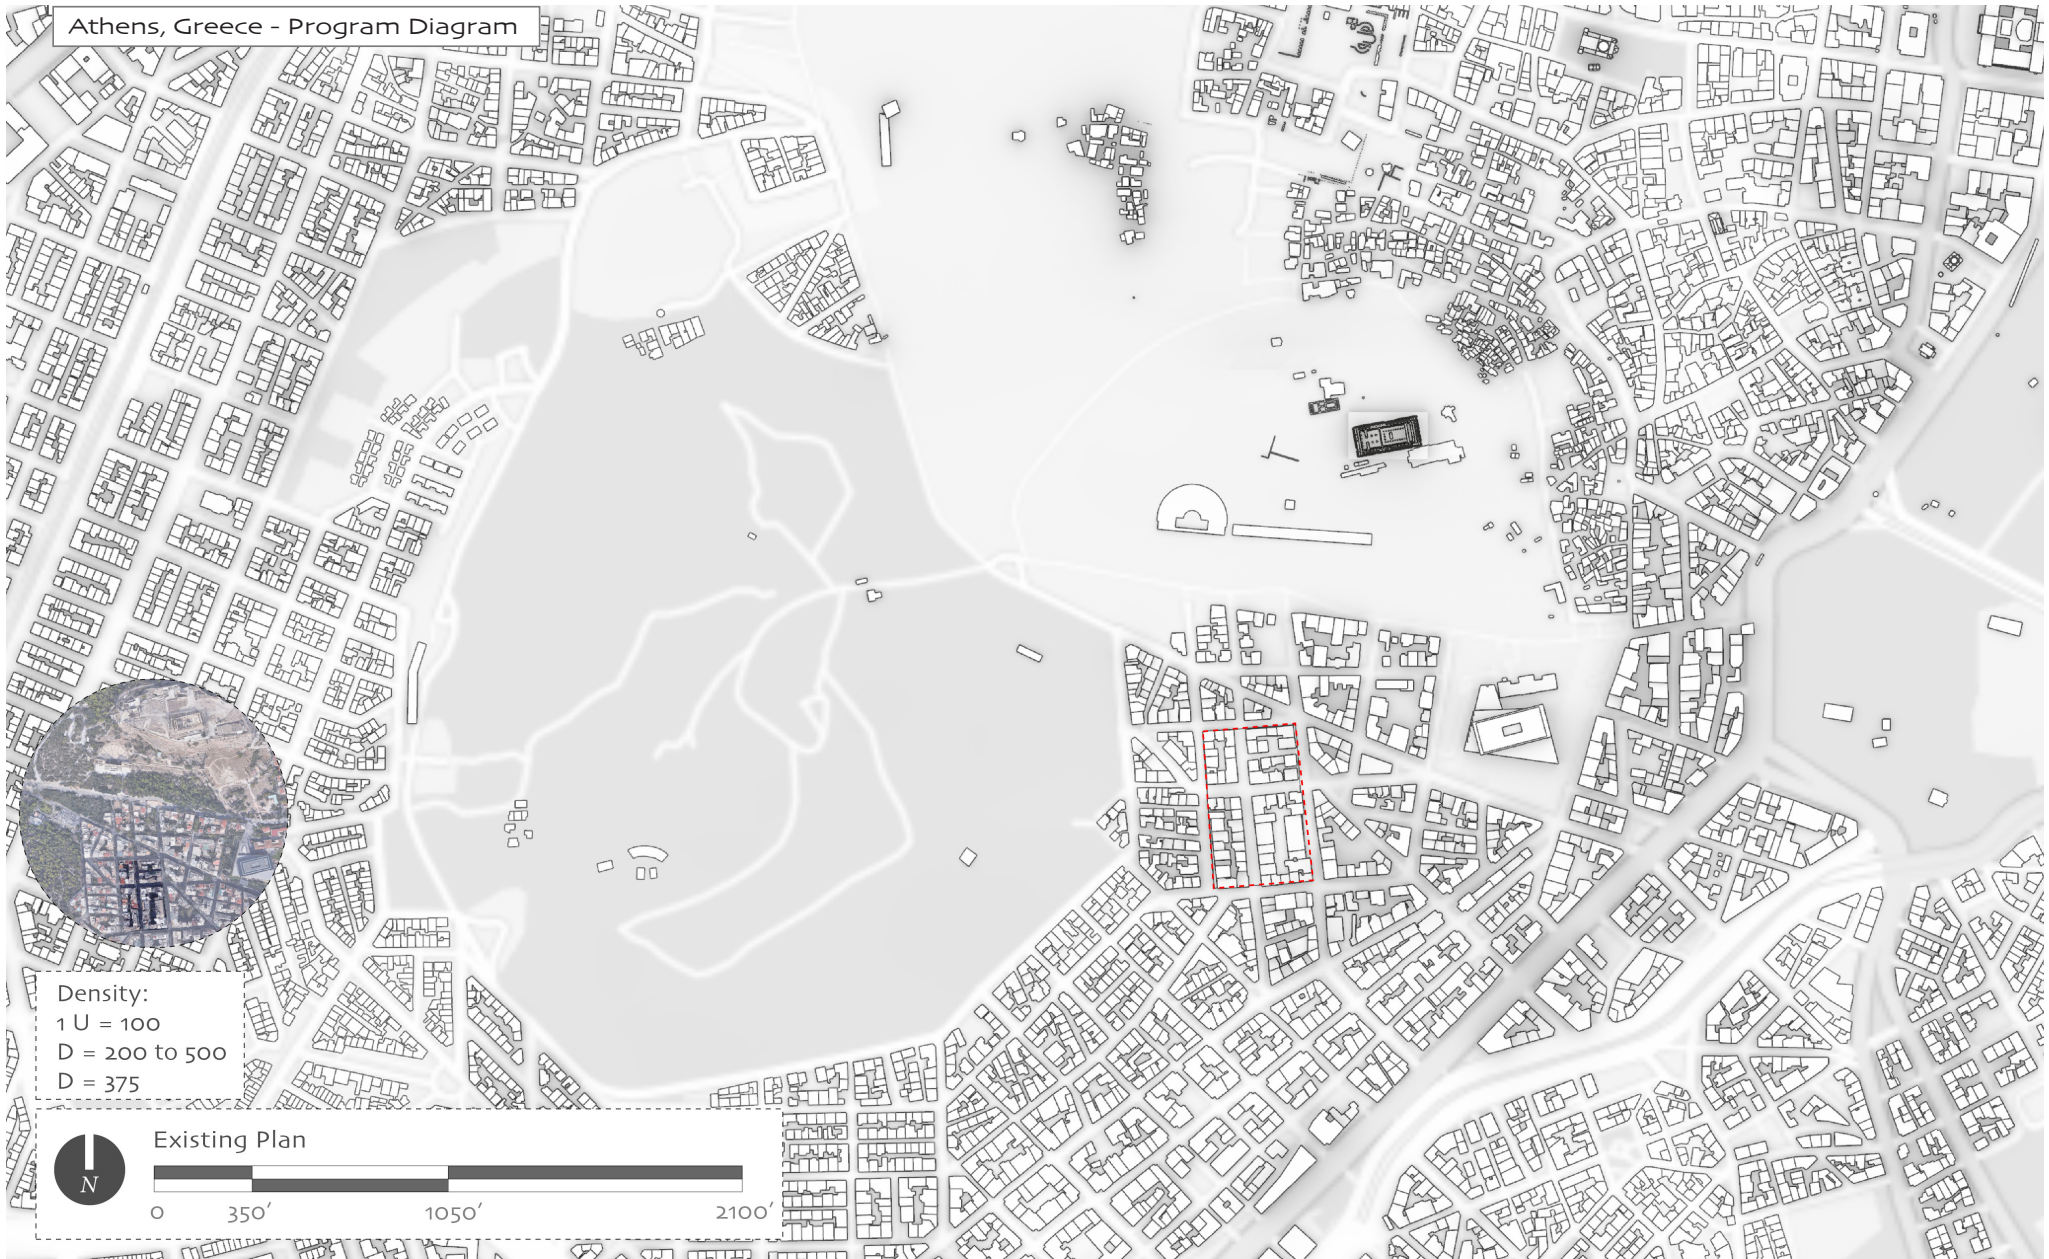 Athens, Greece - Program Diagram
Density:
1 U = 100
D = 200 to 500
D = 375
Existing Plan
N
0 350' 1050' 2100'